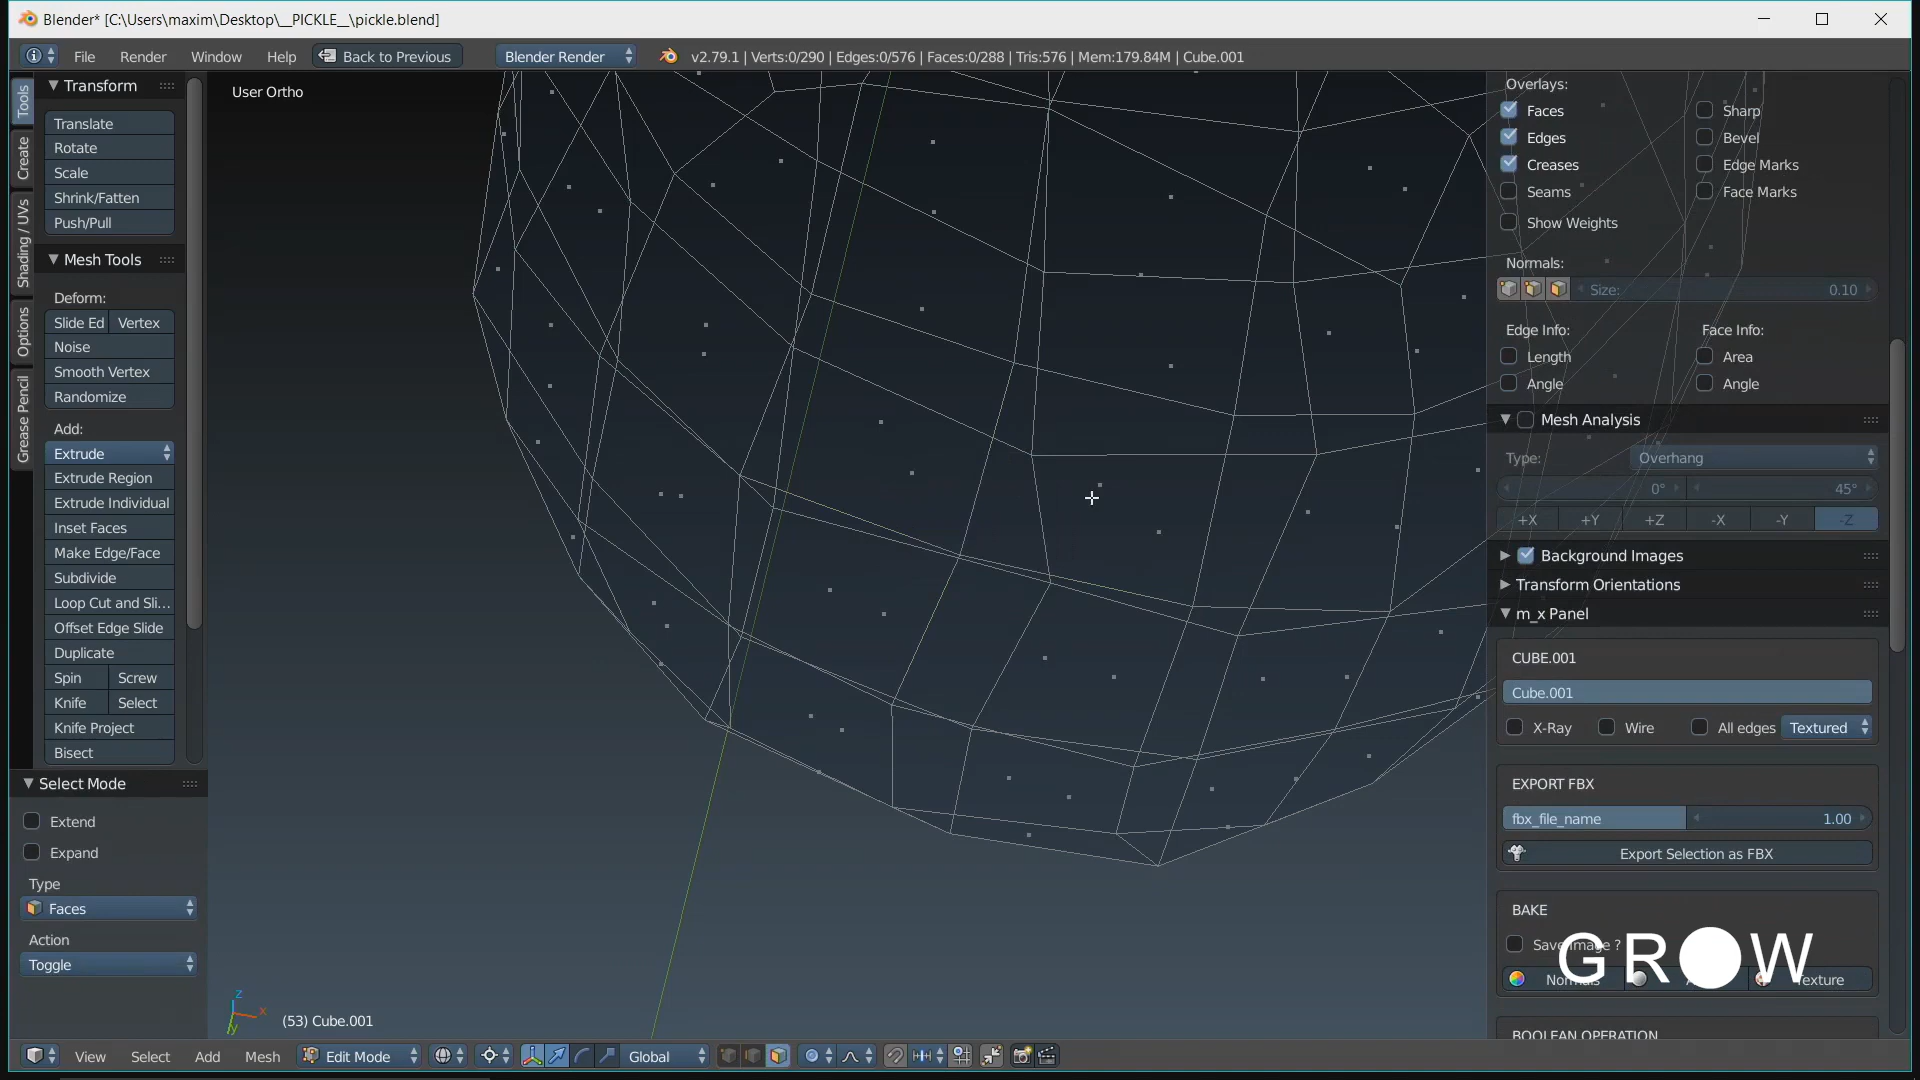 Blender* [C:\Users\maxim\Desktop\__PICKLE__\pickle.blend]
File Render Window Help Back to Previous Blender Render v2.79.1 | Verts:0/290 | Edges:0/576 | Faces:0/288 | Tris:576 | Mem:179.84M | Cube.001
Tools
Create
Shading / UVs
Options
Grease Pencil
Transform
Translate
Rotate
Scale
Shrink/Fatten
Push/Pull
Mesh Tools
Deform:
Slide Ed Vertex
Noise
Smooth Vertex
Randomize
Add:
Extrude
Extrude Region
Extrude Individual
Inset Faces
Make Edge/Face
Subdivide
Loop Cut and Sli...
Offset Edge Slide
Duplicate
Spin Screw
Knife Select
Knife Project
Bisect
Select Mode
Extend
Expand
Type
Faces
Action
Toggle
User Ortho
z
x
y
(53) Cube.001
Overlays:
Faces Sharp
Edges Bevel
Creases Edge Marks
Seams Face Marks
Show Weights
Normals:
Size: 0.10
Edge Info: Face Info:
Length Area
Angle Angle
Mesh Analysis
Type: Overhang
0° 45°
+X +Y +Z -X -Y -Z
Background Images
Transform Orientations
m_x Panel
CUBE.001
Cube.001
X-Ray Wire All edges Textured
EXPORT FBX
fbx_file_name 1.00
Export Selection as FBX
BAKE
Save Image ?
GROW
Normals Texture
BOOLEAN OPERATION
View Select Add Mesh Edit Mode Global